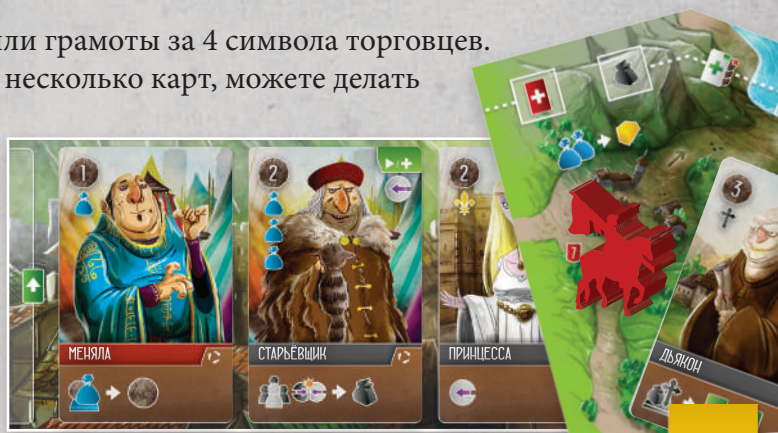 или грамоты за 4 символа торговцев.
несколько карт, можете делать
1
2
2
3
7
МЕНЯЛА
СТАРЬЁВЩИК
ПРИНЦЕССА
ДЬЯКОН